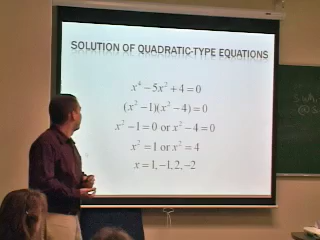 SOLUTION OF QUADRATIC-TYPE EQUATIONS
x⁴ − 5x² + 4 = 0
(x² − 1)(x² − 4) = 0
x² − 1 = 0 or x² − 4 = 0
x² = 1 or x² = 4
x = 1, −1, 2, −2